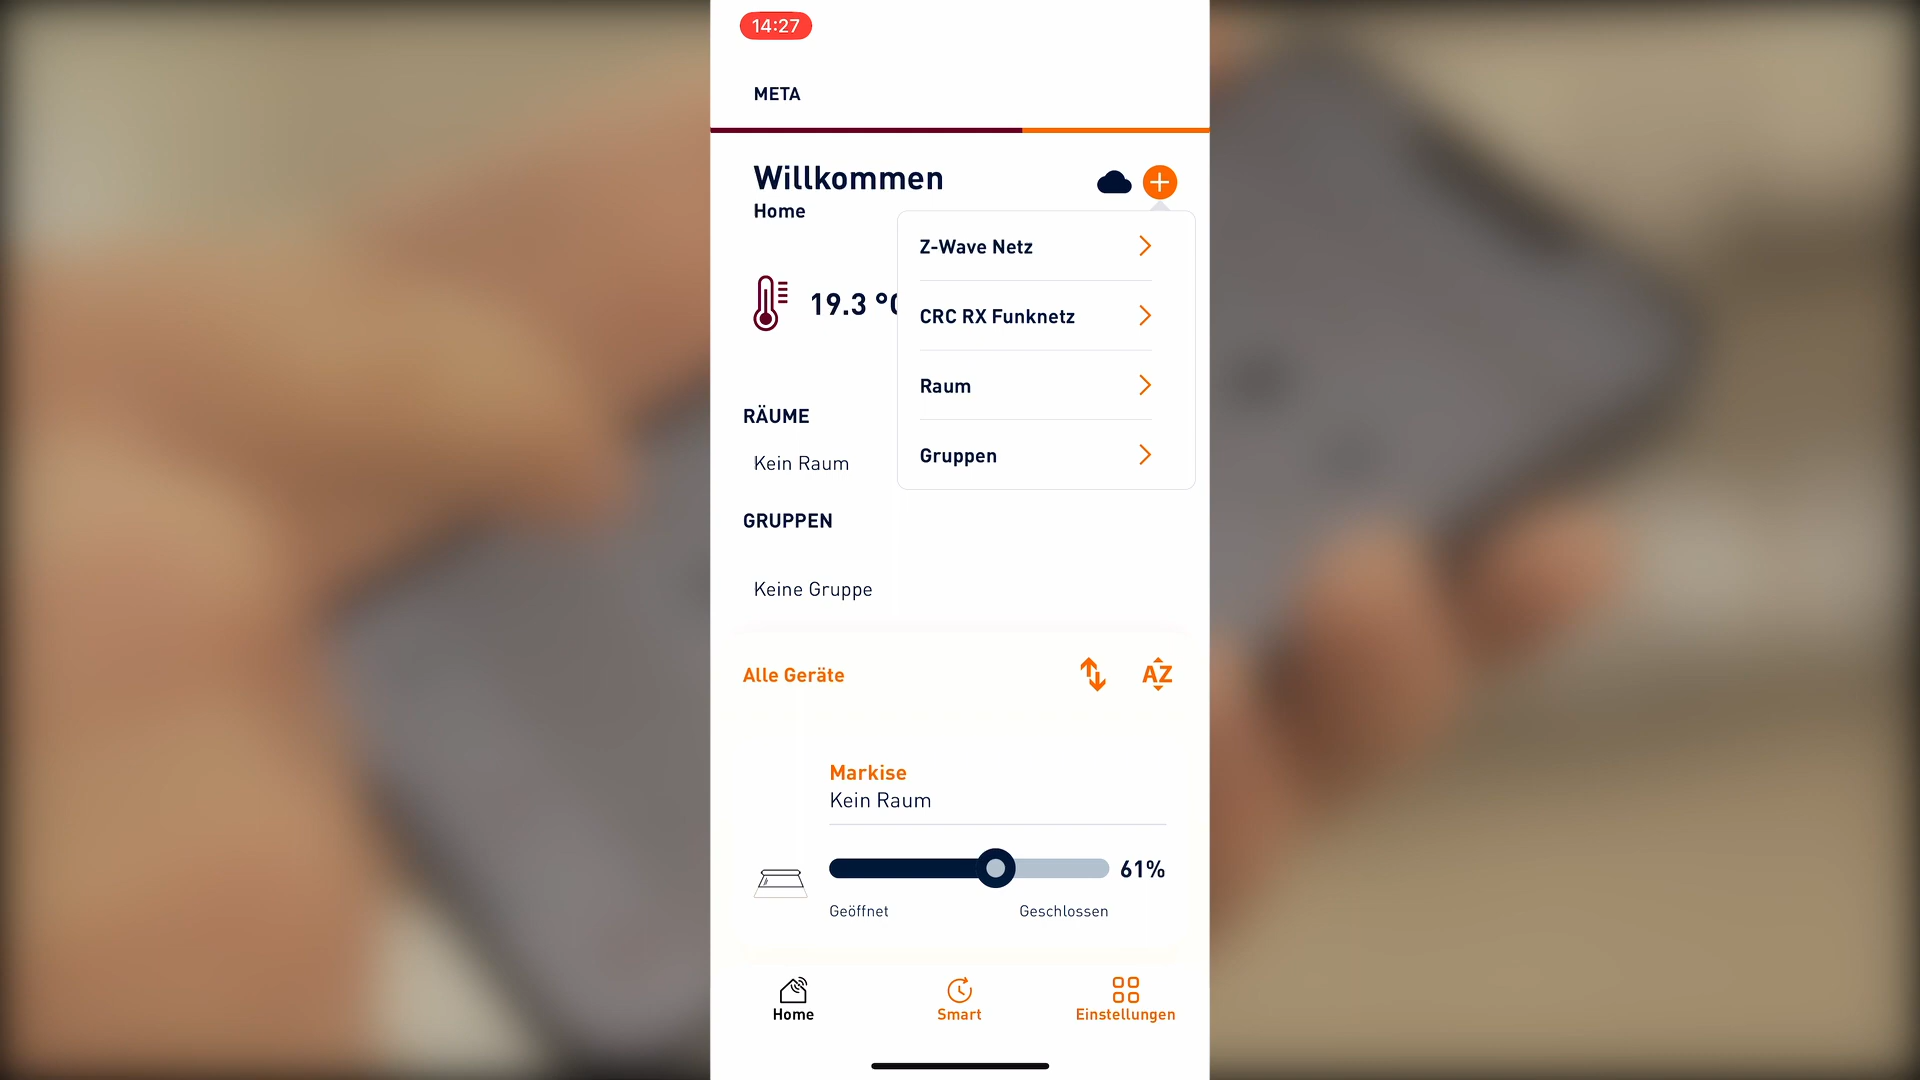 14:27
META
Willkommen
Home
19.3 °C
Z-Wave Netz
CRC RX Funknetz
Raum
Gruppen
RÄUME
Kein Raum
GRUPPEN
Keine Gruppe
Alle Geräte
AZ
Markise
Kein Raum
61%
Geöffnet
Geschlossen
Home
Smart
Einstellungen